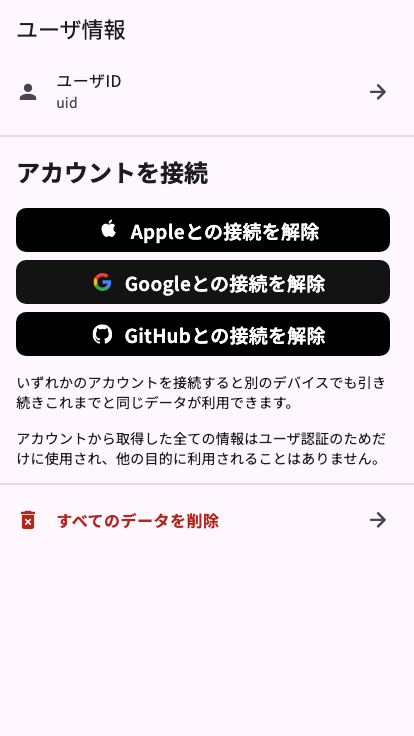 ユーザ情報
ユーザID
uid
アカウントを接続
Appleとの接続を解除
Googleとの接続を解除
GitHubとの接続を解除
いずれかのアカウントを接続すると別のデバイスでも引き
続きこれまでと同じデータが利用できます。
アカウントから取得した全ての情報はユーザ認証のためだ
けに使用され、他の目的に利用されることはありません。
すべてのデータを削除